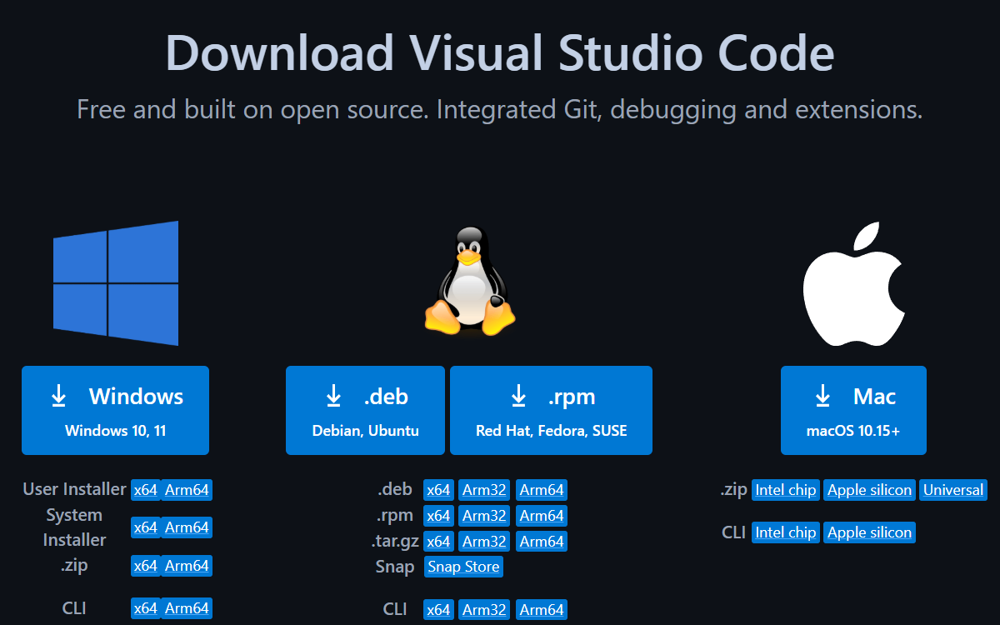 Download Visual Studio Code
Free and built on open source. Integrated Git, debugging and extensions.
Windows
Windows 10, 11
User Installer x64 Arm64
System
Installer x64 Arm64
.zip x64 Arm64
CLI x64 Arm64
.deb
Debian, Ubuntu
.rpm
Red Hat, Fedora, SUSE
.deb x64 Arm32 Arm64
.rpm x64 Arm32 Arm64
.tar.gz x64 Arm32 Arm64
Snap Snap Store
CLI x64 Arm32 Arm64
Mac
macOS 10.15+
.zip Intel chip Apple silicon Universal
CLI Intel chip Apple silicon